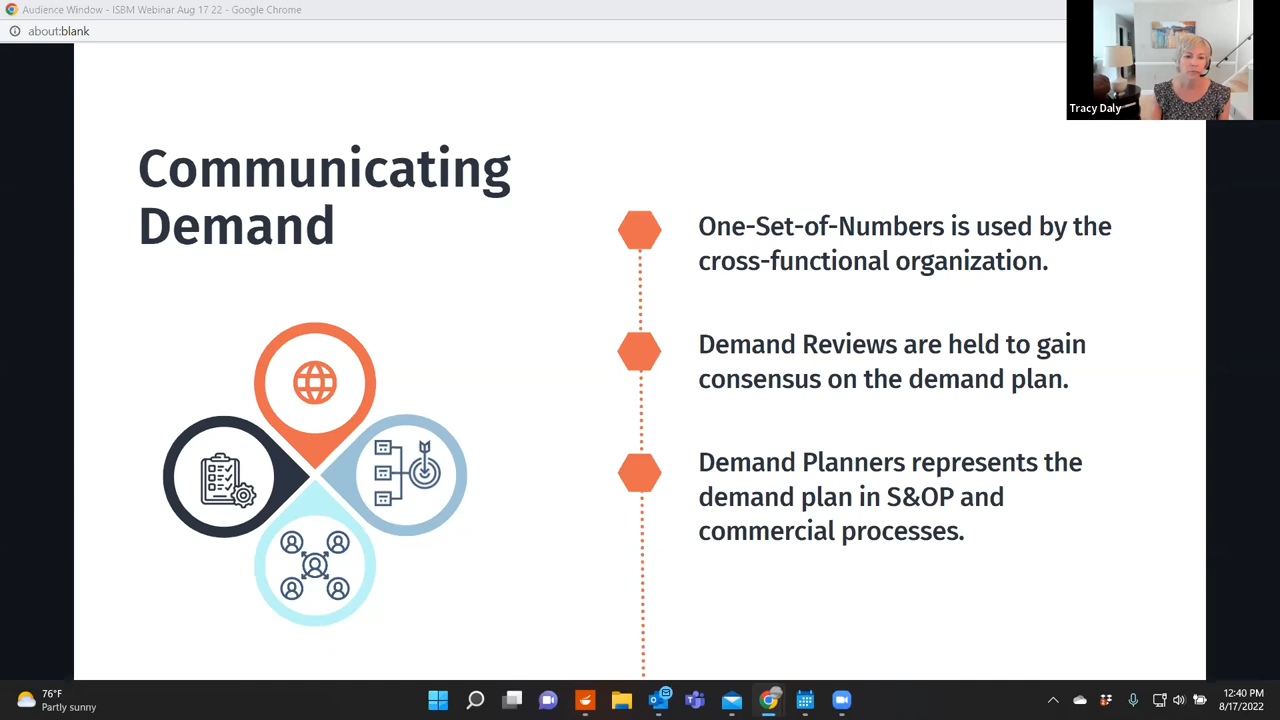 Audience Window - ISBM Webinar Aug 17 22 - Google Chrome
about:blank
Tracy Daly
Communicating
Demand
One-Set-of-Numbers is used by the
cross-functional organization.
Demand Reviews are held to gain
consensus on the demand plan.
Demand Planners represents the
demand plan in S&OP and
commercial processes.
76°F
Partly sunny
12:40 PM
8/17/2022